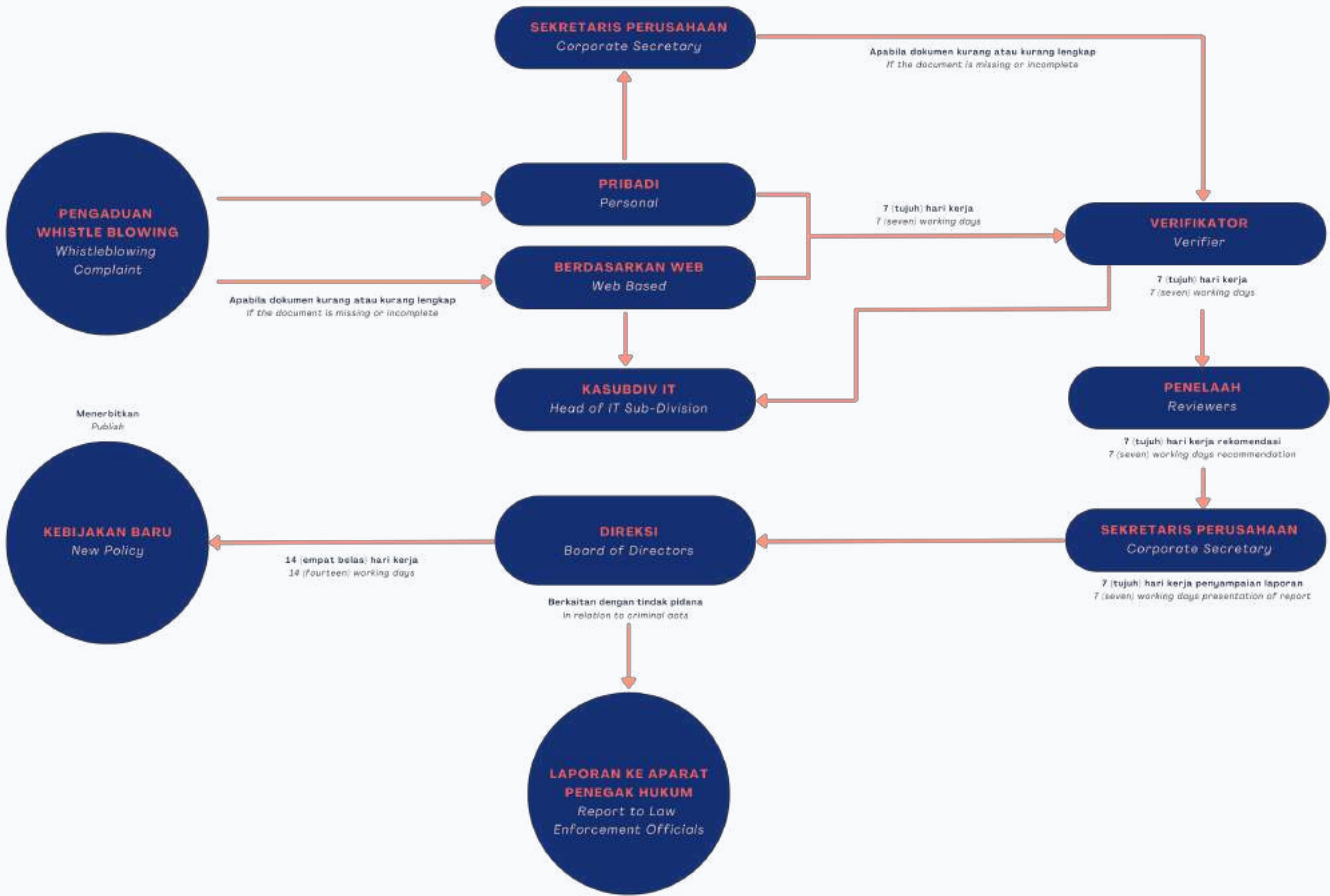 SEKRETARIS PERUSAHAAN
Corporate Secretary
Apabila dokumen kurang atau kurang lengkap
If the document is missing or incomplete
PENGADUAN
WHISTLE BLOWING
Whistleblowing
Complaint
PRIBADI
Personal
7 (tujuh) hari kerja
7 (seven) working days
VERIFIKATOR
Verifier
BERDASARKAN WEB
Web Based
Apabila dokumen kurang atau kurang lengkap
If the document is missing or incomplete
7 (tujuh) hari kerja
7 (seven) working days
KASUBDIV IT
Head of IT Sub-Division
PENELAAH
Reviewers
7 (tujuh) hari kerja rekomendasi
7 (seven) working days recommendation
Menerbitkan
Publish
KEBIJAKAN BARU
New Policy
14 (empat belas) hari kerja
14 (fourteen) working days
DIREKSI
Board of Directors
SEKRETARIS PERUSAHAAN
Corporate Secretary
7 (tujuh) hari kerja penyampaian laporan
7 (seven) working days presentation of report
Berkaitan dengan tindak pidana
In relation to criminal acts
LAPORAN KE APARAT
PENEGAK HUKUM
Report to Law
Enforcement Officials